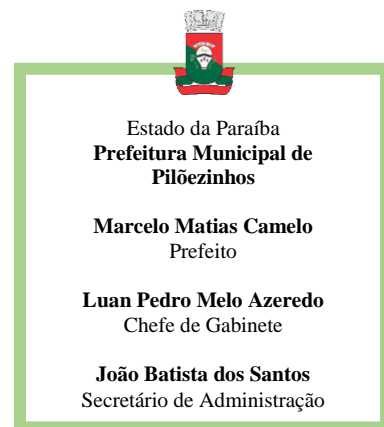 Estado da Paraíba
Prefeitura Municipal de
Pilõezinhos
Marcelo Matias Camelo
Prefeito
Luan Pedro Melo Azeredo
Chefe de Gabinete
João Batista dos Santos
Secretário de Administração